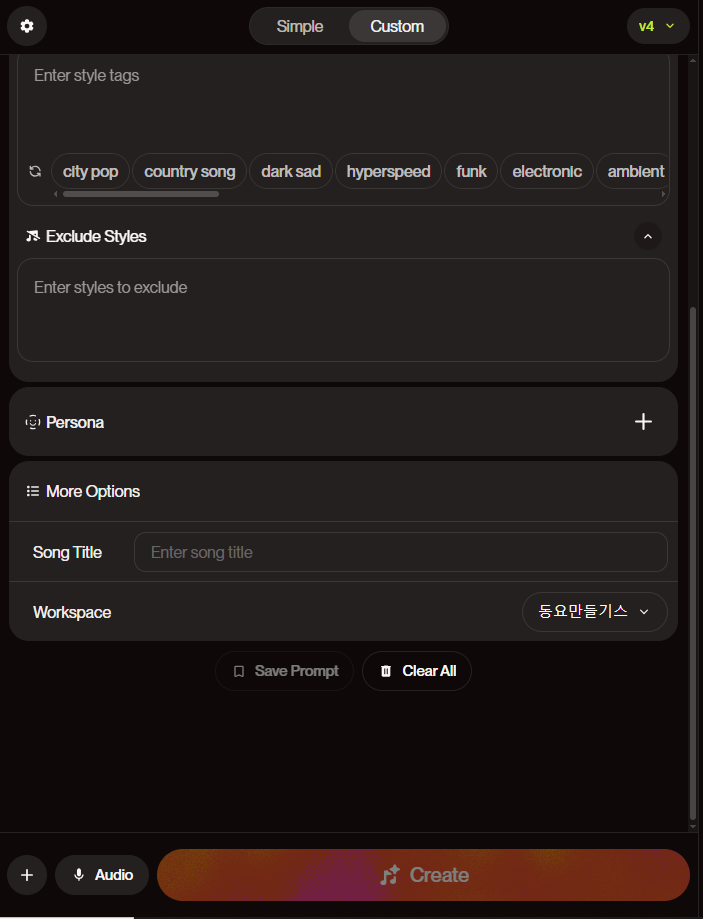 Simple Custom v4
Enter style tags
city pop country song dark sad hyperspeed funk electronic ambient
Exclude Styles
Enter styles to exclude
Persona
More Options
Song Title Enter song title
Workspace 동요만들기스
Save Prompt Clear All
Audio Create